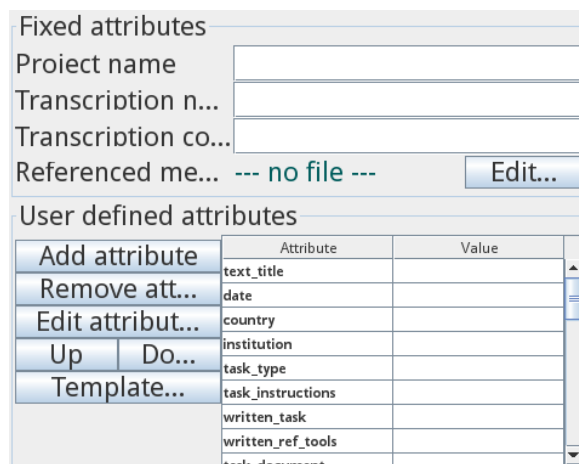 Fixed attributes
Project name
Transcription n...
Transcription co...
Referenced me... --- no file --- Edit...
User defined attributes
Add attribute
Remove att...
Edit attribut...
Up Do...
Template...
Attribute Value
text_title
date
country
institution
task_type
task_instructions
written_task
written_ref_tools